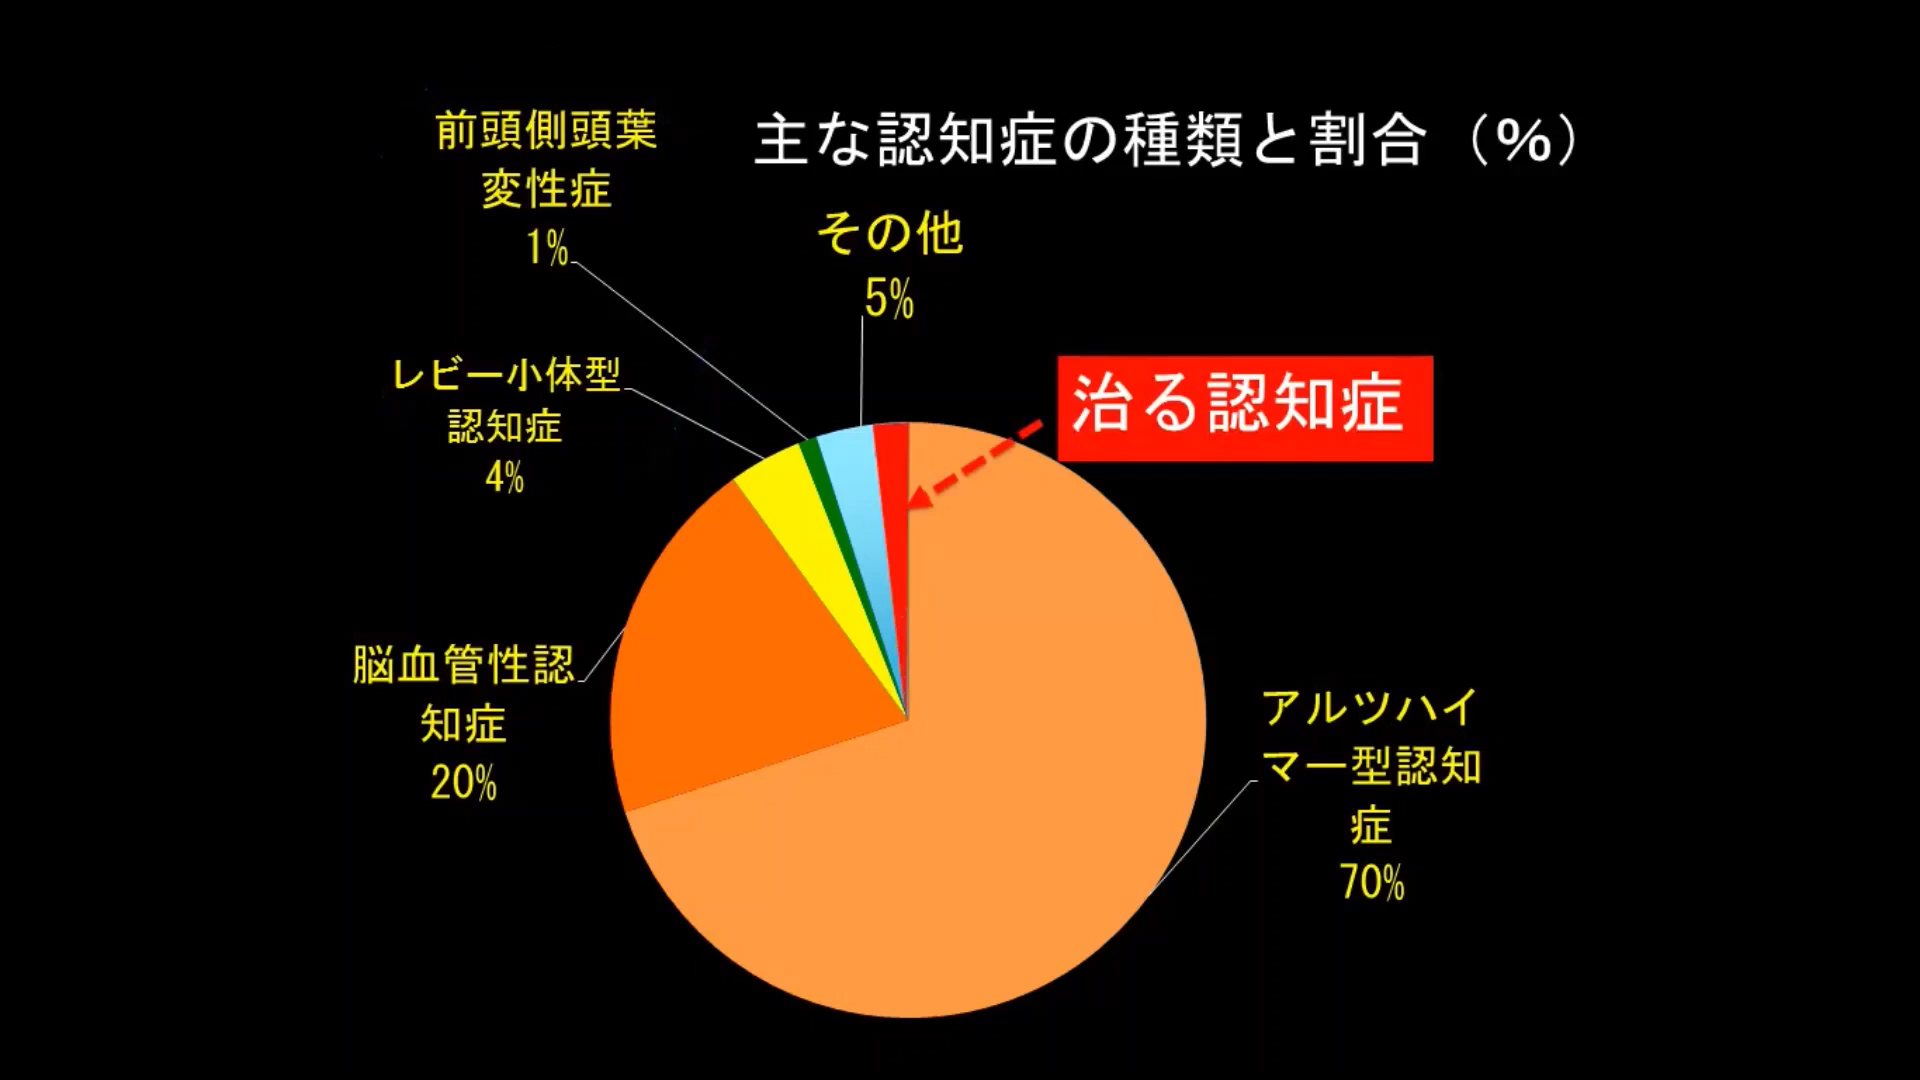 主な認知症の種類と割合（%）
前頭側頭葉
変性症
1%
その他
5%
治る認知症
レビー小体型
認知症
4%
脳血管性認
知症
20%
アルツハイ
マー型認知
症
70%